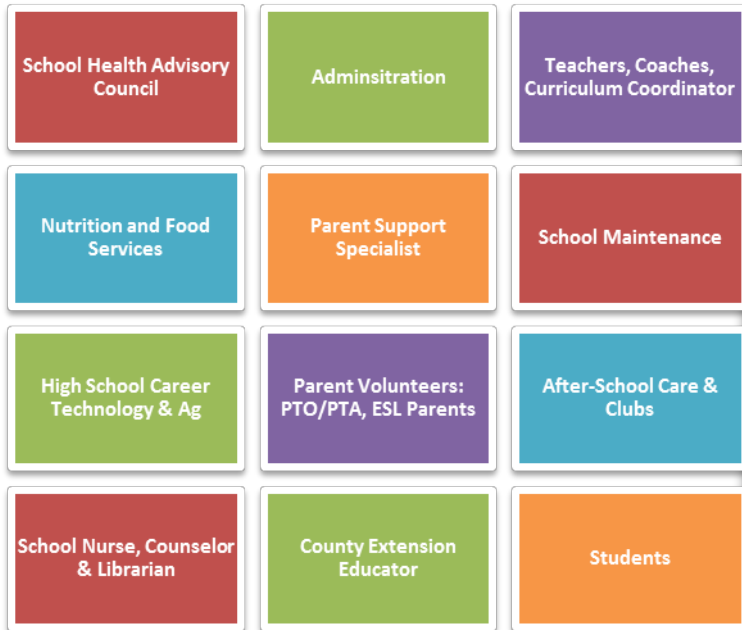 School Health Advisory
Council
Adminsitration
Teachers, Coaches,
Curriculum Coordinator
Nutrition and Food
Services
Parent Support
Specialist
School Maintenance
High School Career
Technology & Ag
Parent Volunteers:
PTO/PTA, ESL Parents
After-School Care &
Clubs
School Nurse, Counselor
& Librarian
County Extension
Educator
Students